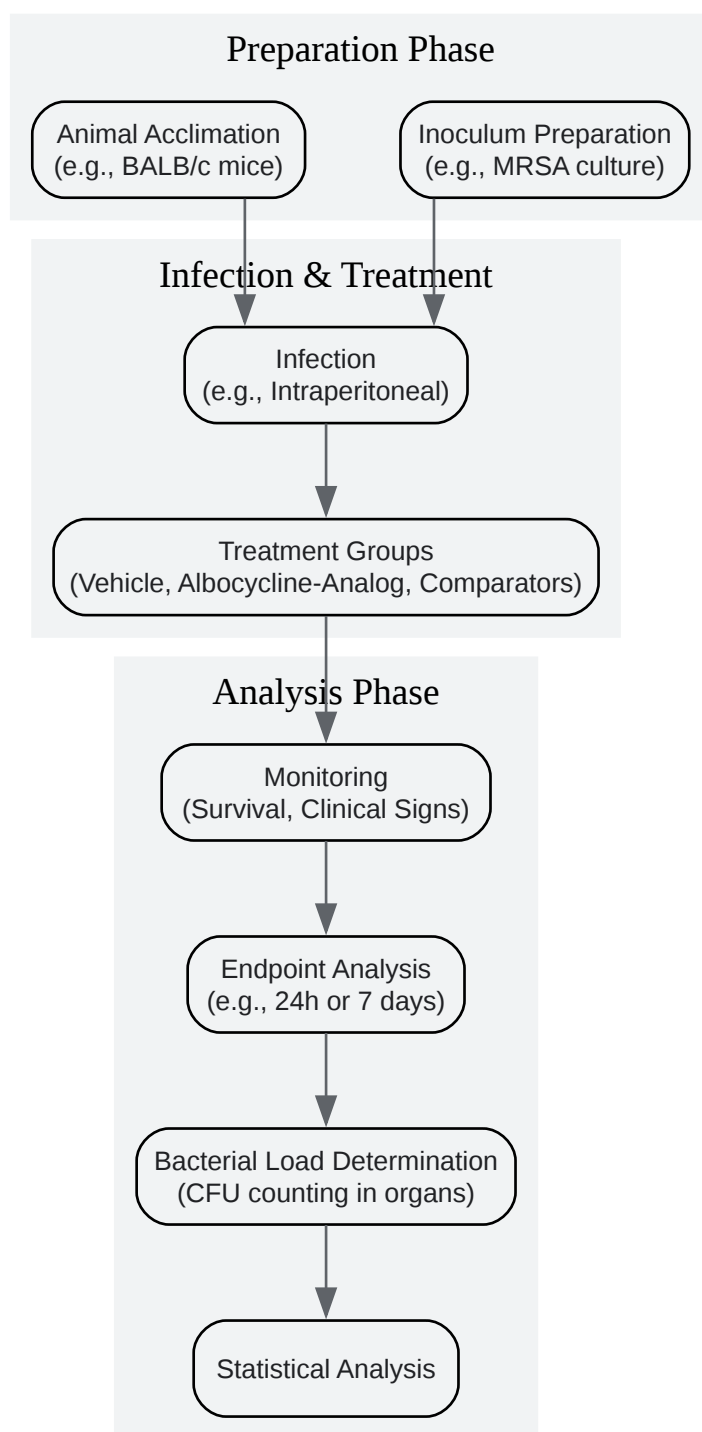 Preparation Phase
Animal Acclimation
(e.g., BALB/c mice)
Inoculum Preparation
(e.g., MRSA culture)
Infection & Treatment
Infection
(e.g., Intraperitoneal)
Treatment Groups
(Vehicle, Albocycline-Analog, Comparators)
Analysis Phase
Monitoring
(Survival, Clinical Signs)
Endpoint Analysis
(e.g., 24h or 7 days)
Bacterial Load Determination
(CFU counting in organs)
Statistical Analysis